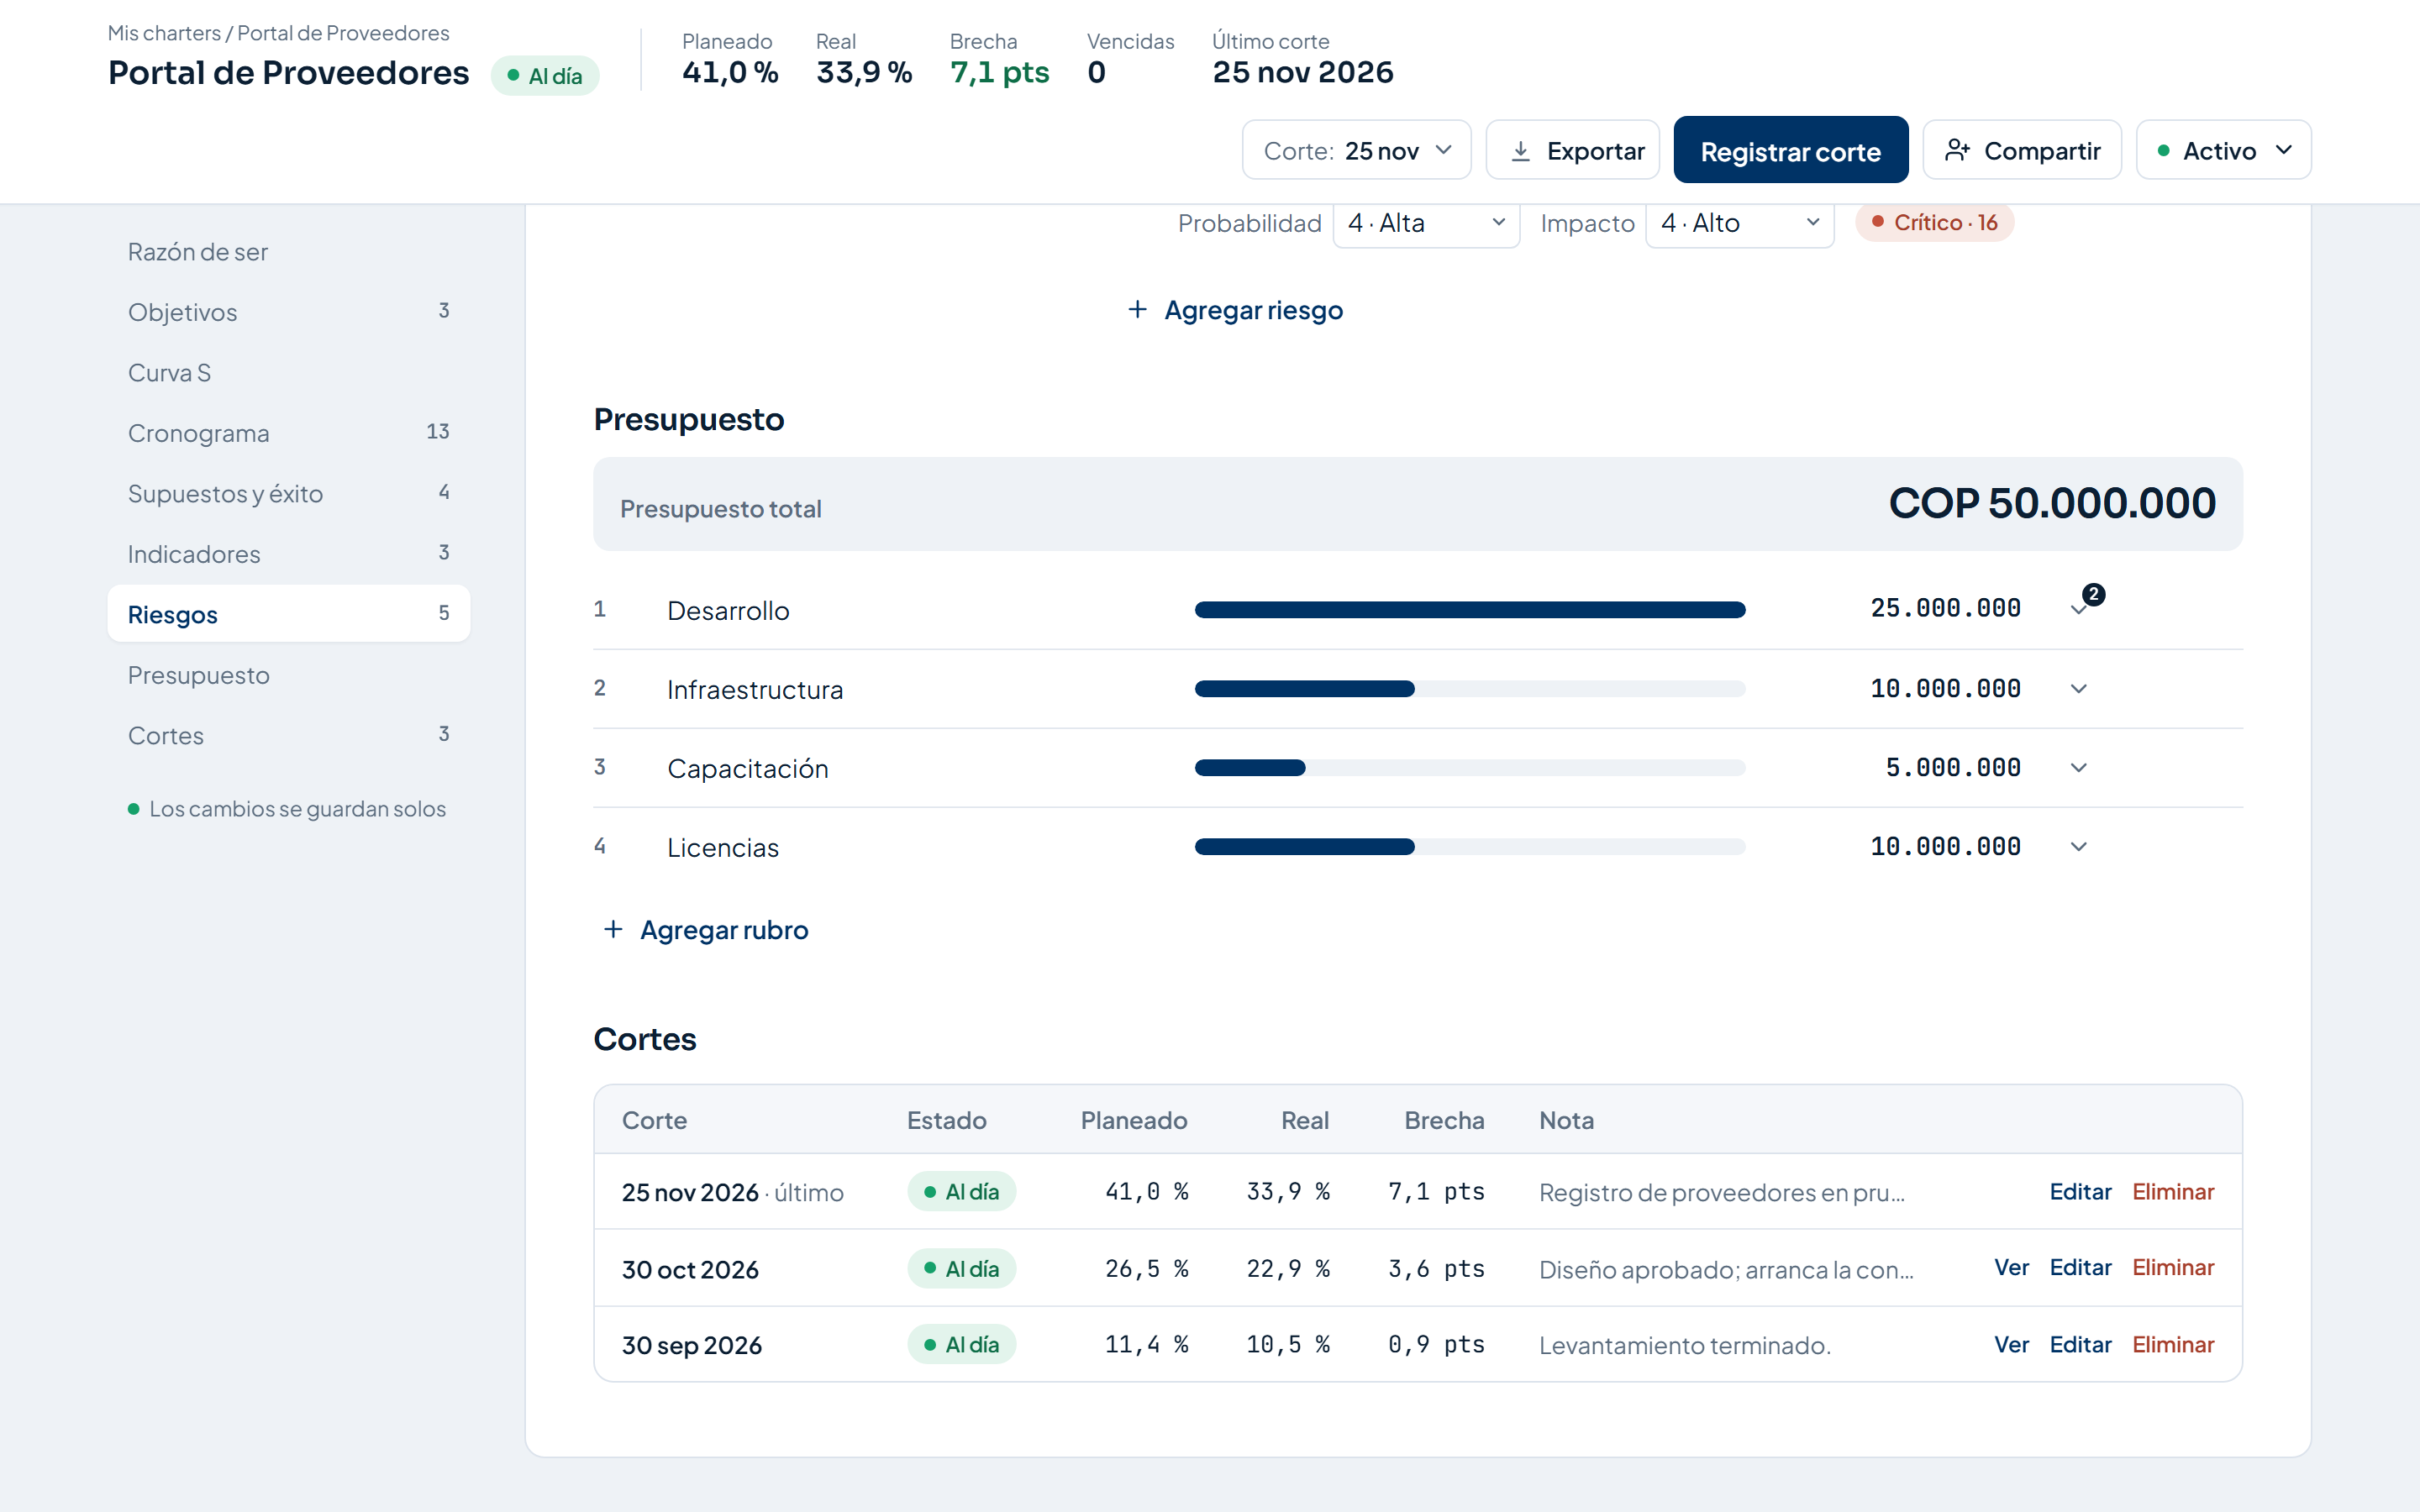 Mis charters / Portal de Proveedores
Portal de Proveedores
Al día
Planeado
41,0 %
Real
33,9 %
Brecha
7,1 pts
Vencidas
0
Último corte
25 nov 2026
Corte: 25 nov
Exportar
Registrar corte
Compartir
Activo
Razón de ser
Objetivos 3
Curva S
Cronograma 13
Supuestos y éxito 4
Indicadores 3
Riesgos 5
Presupuesto
Cortes 3
Los cambios se guardan solos
Probabilidad 4 · Alta Impacto 4 · Alto Crítico · 16
+ Agregar riesgo
Presupuesto
Presupuesto total COP 50.000.000
1 Desarrollo 25.000.000 2
2 Infraestructura 10.000.000
3 Capacitación 5.000.000
4 Licencias 10.000.000
+ Agregar rubro
Cortes
Corte Estado Planeado Real Brecha Nota
25 nov 2026 · último Al día 41,0 % 33,9 % 7,1 pts Registro de proveedores en pru... Editar Eliminar
30 oct 2026 Al día 26,5 % 22,9 % 3,6 pts Diseño aprobado; arranca la con... Ver Editar Eliminar
30 sep 2026 Al día 11,4 % 10,5 % 0,9 pts Levantamiento terminado. Ver Editar Eliminar